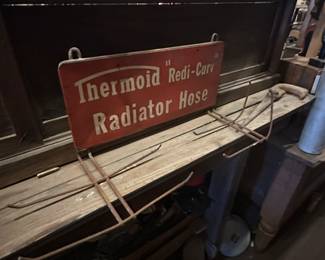 Thermoid "Redi-Curv"
Radiator Hose